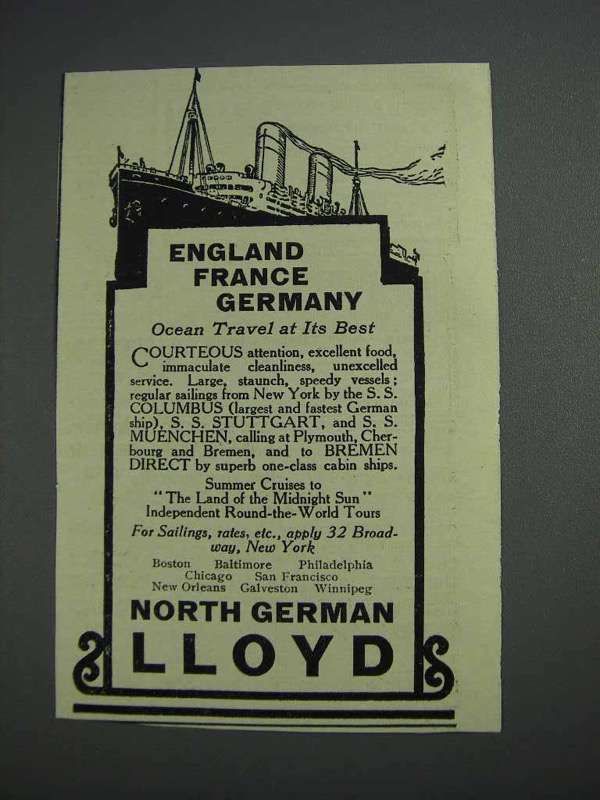 ENGLAND
FRANCE
GERMANY
Ocean Travel at Its Best
COURTEOUS attention, excellent food,
immaculate cleanliness, unexcelled
service. Large, staunch, speedy vessels;
regular sailings from New York by the S. S.
COLUMBUS (largest and fastest German
ship), S. S. STUTTGART, and S. S.
MUENCHEN, calling at Plymouth, Cher-
bourg and Bremen, and to BREMEN
DIRECT by superb one-class cabin ships.
Summer Cruises to
"The Land of the Midnight Sun"
Independent Round-the-World Tours
For Sailings, rates, etc., apply 32 Broad-
way, New York
Boston Baltimore Philadelphia
Chicago San Francisco
New Orleans Galveston Winnipeg
NORTH GERMAN
LLOYD